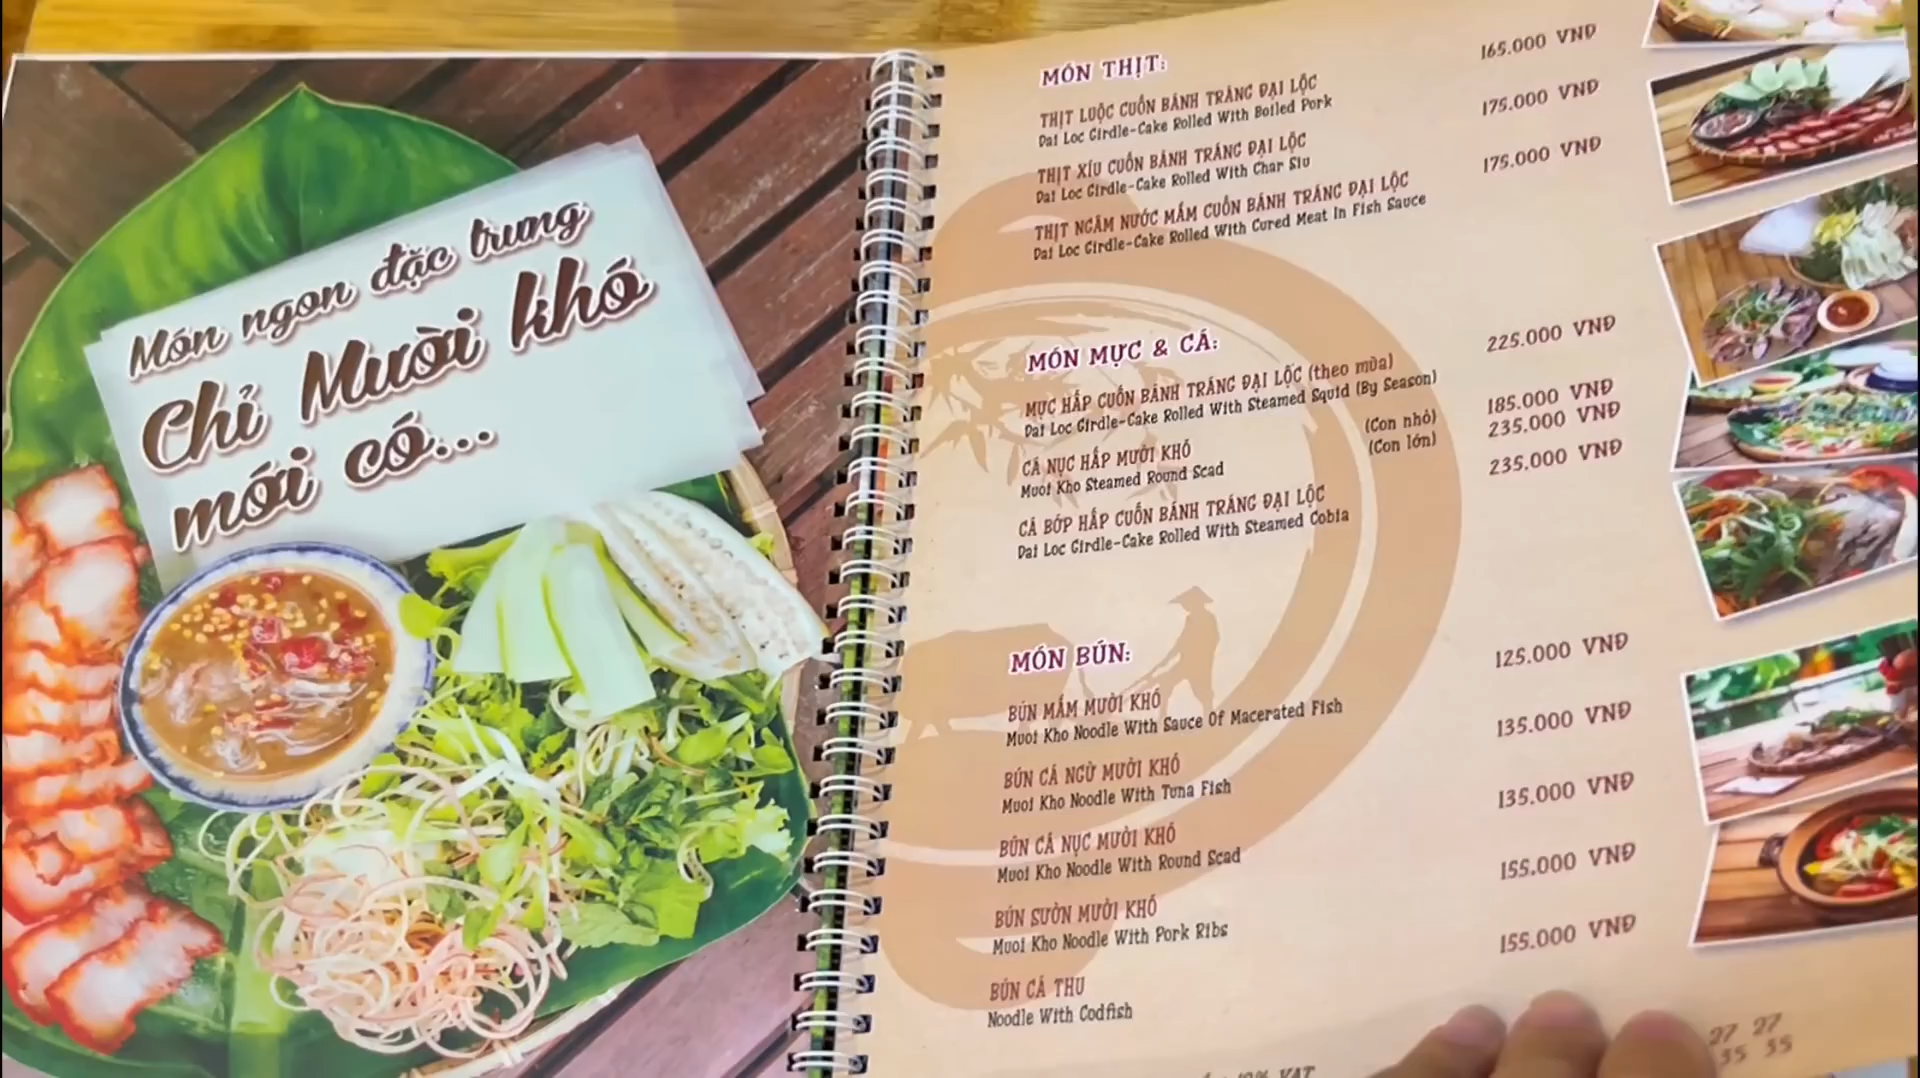 Món ngon đặc trưng
Chỉ Mười khó
mới có...
MÓN THỊT:
THỊT LUỘC CUỐN BÁNH TRÁNG ĐẠI LỘC
165.000 VNĐ
Dai Loc Girdle-Cake Rolled With Boiled Pork
THỊT XÍU CUỐN BÁNH TRÁNG ĐẠI LỘC
175.000 VNĐ
Dai Loc Girdle-Cake Rolled With Char Siu
THỊT NGÂM NƯỚC MẮM CUỐN BÁNH TRÁNG ĐẠI LỘC
175.000 VNĐ
Dai Loc Girdle-Cake Rolled With Cured Meat In Fish Sauce
MÓN MỰC & CÁ:
MỰC HẤP CUỐN BÁNH TRÁNG ĐẠI LỘC (theo mùa)
225.000 VNĐ
Dai Loc Girdle-Cake Rolled With Steamed Squid (By Season)
CÁ NỤC HẤP MƯỜI KHÓ
(Con nhỏ) 185.000 VNĐ
Muoi Kho Steamed Round Scad
(Con lớn) 235.000 VNĐ
CÁ BỚP HẤP CUỐN BÁNH TRÁNG ĐẠI LỘC
235.000 VNĐ
Dai Loc Girdle-Cake Rolled With Steamed Cobia
MÓN BÚN:
BÚN MẮM MƯỜI KHÓ
125.000 VNĐ
Muoi Kho Noodle With Sauce Of Macerated Fish
BÚN CÁ NGỪ MƯỜI KHÓ
135.000 VNĐ
Muoi Kho Noodle With Tuna Fish
BÚN CÁ NỤC MƯỜI KHÓ
135.000 VNĐ
Muoi Kho Noodle With Round Scad
BÚN SƯỜN MƯỜI KHÓ
155.000 VNĐ
Muoi Kho Noodle With Pork Ribs
BÚN CÁ THU
155.000 VNĐ
Noodle With Codfish
10% VAT
27 27
35 35